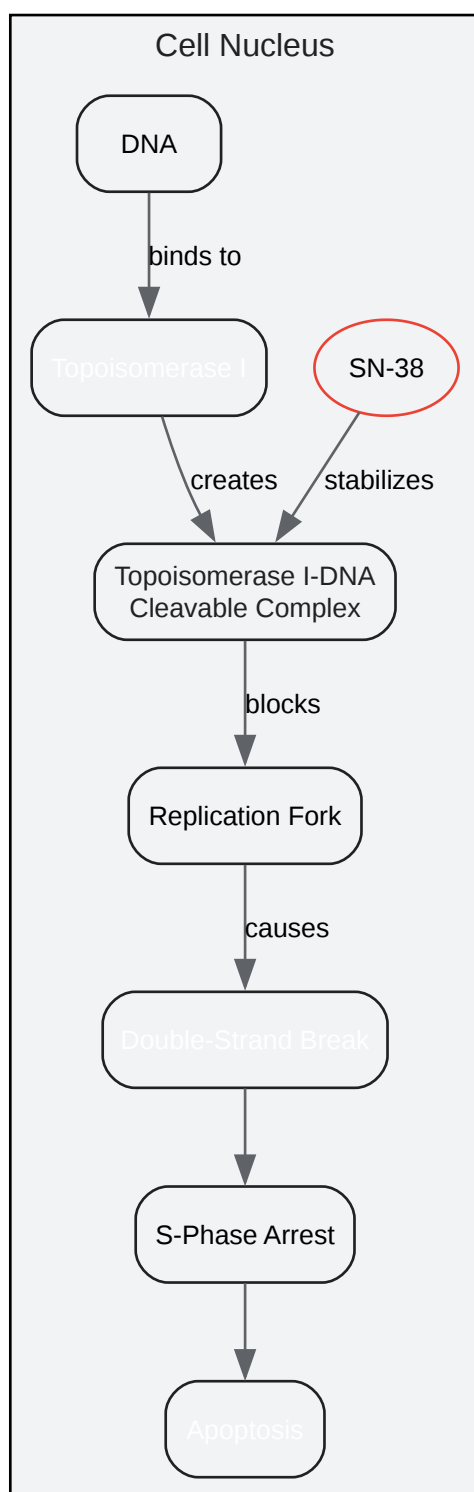 Cell Nucleus
DNA
binds to
Topoisomerase I
SN-38
creates
stabilizes
Topoisomerase I-DNA
Cleavable Complex
blocks
Replication Fork
causes
Double-Strand Break
S-Phase Arrest
Apoptosis